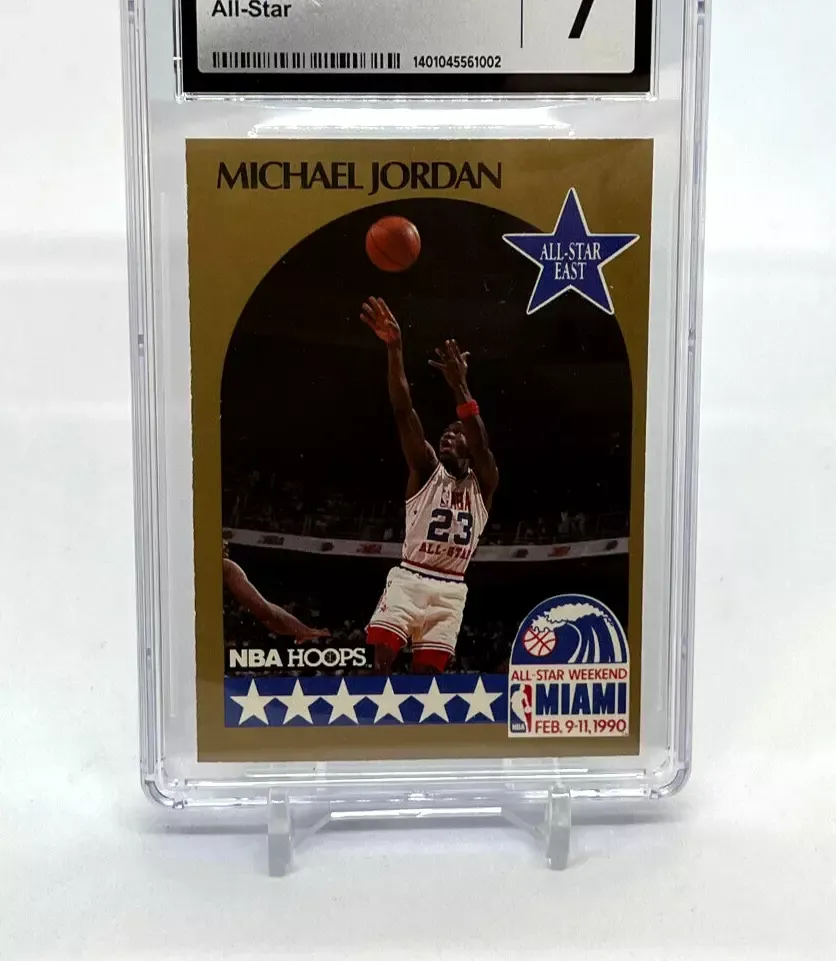 All-Star
7
1401045561002
MICHAEL JORDAN
ALL-STAR
EAST
23
ALL-STAR
NBA HOOPS
ALL-STAR WEEKEND
MIAMI
NBA
FEB. 9-11, 1990